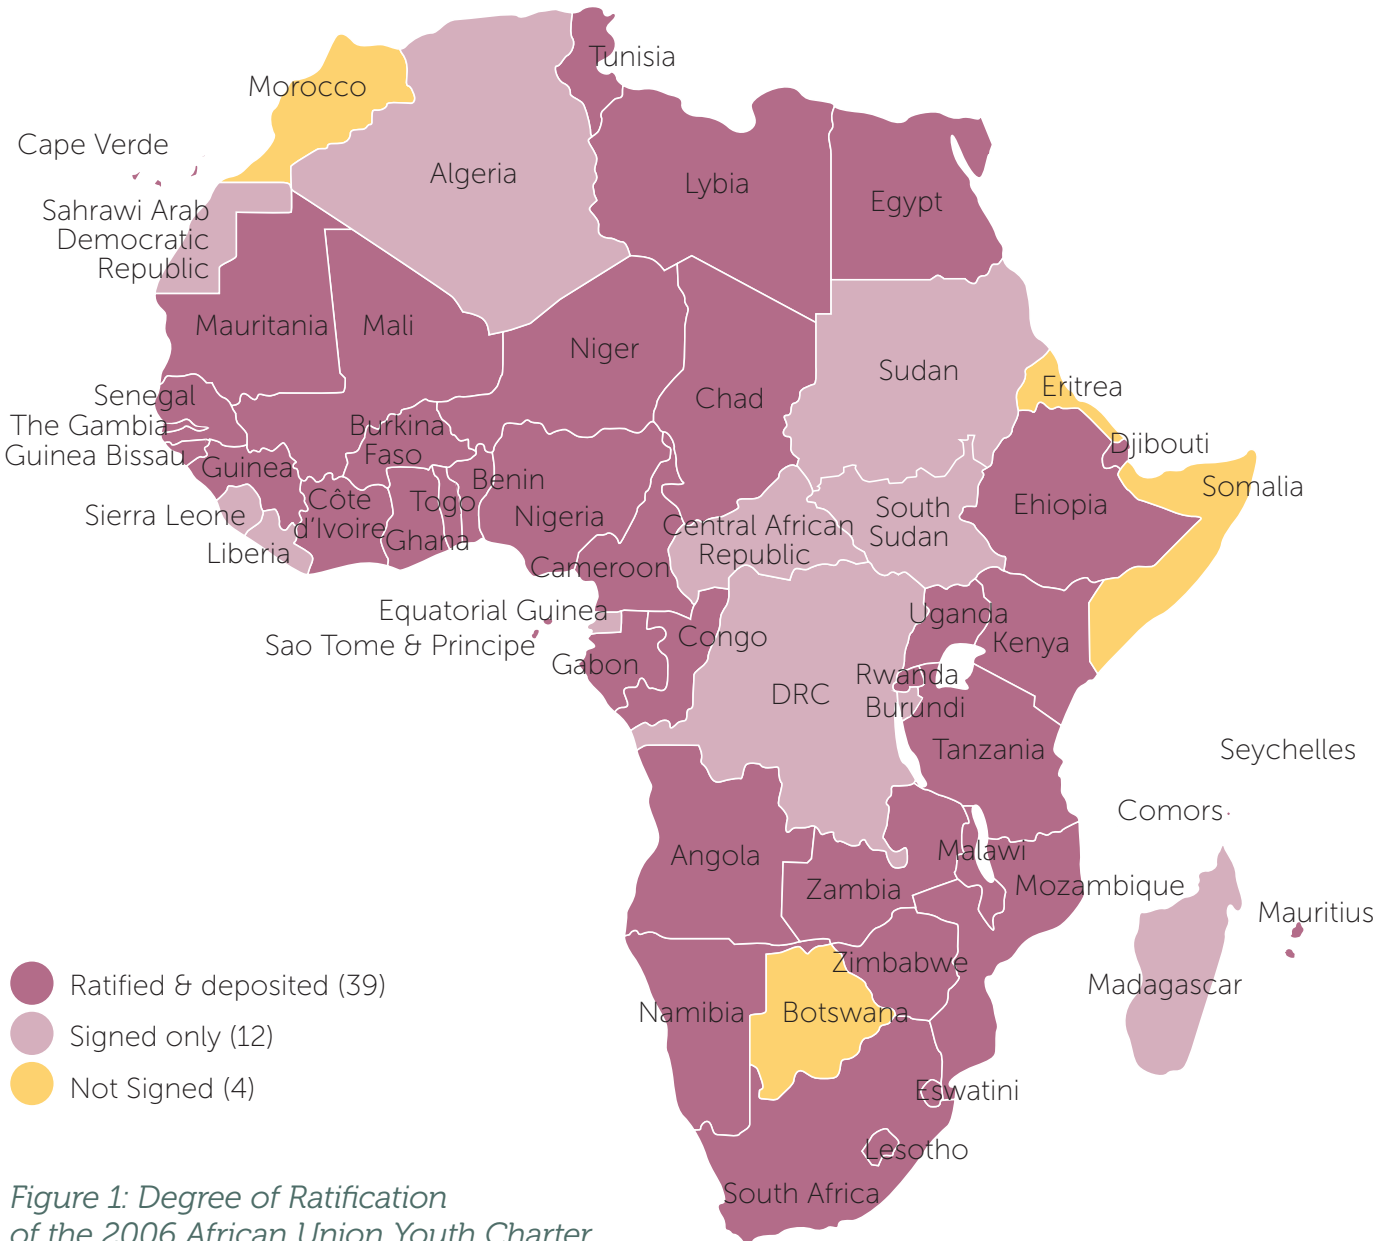 Tunisia
Morocco
Cape Verde
Algeria
Lybia
Egypt
Sahrawi Arab
Democratic
Republic
Mauritania
Mali
Niger
Chad
Sudan
Eritrea
Senegal
The Gambia
Guinea Bissau
Burkina
Faso
Djibouti
Guinea
Benin
Somalia
Côte
d'Ivoire
Togo
Nigeria
South
Sudan
Ehiopia
Sierra Leone
Ghana
Central African
Republic
Liberia
Cameroon
Equatorial Guinea
Sao Tome & Principe
Gabon
Congo
Uganda
Kenya
Rwanda
Burundi
DRC
Tanzania
Seychelles
Comors
Angola
Malawi
Zambia
Mozambique
Mauritius
Zimbabwe
Madagascar
Namibia
Botswana
Eswatini
Lesotho
South Africa
Ratified & deposited (39)
Signed only (12)
Not Signed (4)
Figure 1: Degree of Ratification
of the 2006 African Union Youth Charter